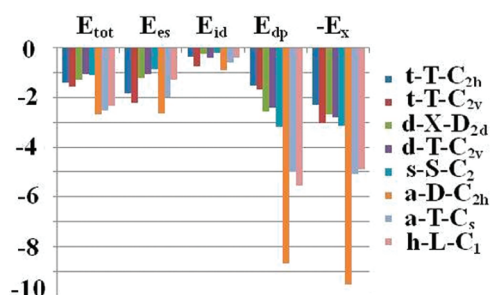 E_tot E_es E_id E_dp -E_x
0
-2
-4
-6
-8
-10
t-T-C_2h
t-T-C_2v
d-X-D_2d
d-T-C_2v
s-S-C_2
a-D-C_2h
a-T-C_s
h-L-C_1